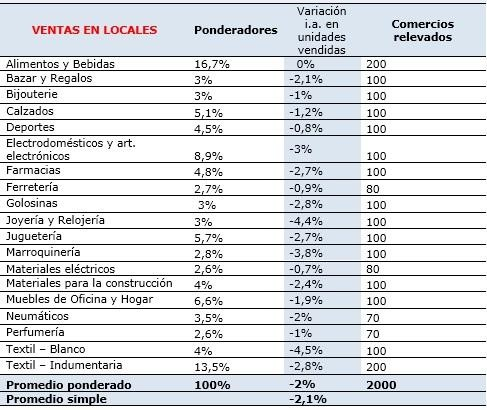 VENTAS EN LOCALES Ponderadores Variación i.a. en unidades vendidas Comercios relevados
Alimentos y Bebidas 16,7% 0% 200
Bazar y Regalos 3% -2,1% 100
Bijouterie 3% -1% 100
Calzados 5,1% -1,2% 100
Deportes 4,5% -0,8% 100
Electrodomésticos y art. electrónicos 8,9% -3% 100
Farmacias 4,8% -2,7% 100
Ferretería 2,7% -0,9% 80
Golosinas 3% -2,8% 100
Joyería y Relojería 3% -4,4% 100
Juguetería 5,7% -2,7% 100
Marroquinería 2,8% -3,8% 100
Materiales eléctricos 2,6% -0,7% 80
Materiales para la construcción 4% -2,4% 100
Muebles de Oficina y Hogar 6,6% -1,9% 100
Neumáticos 3,5% -2% 70
Perfumería 2,6% -1% 70
Textil – Blanco 4% -4,5% 100
Textil – Indumentaria 13,5% -2,8% 200
Promedio ponderado 100% -2% 2000
Promedio simple -2,1%